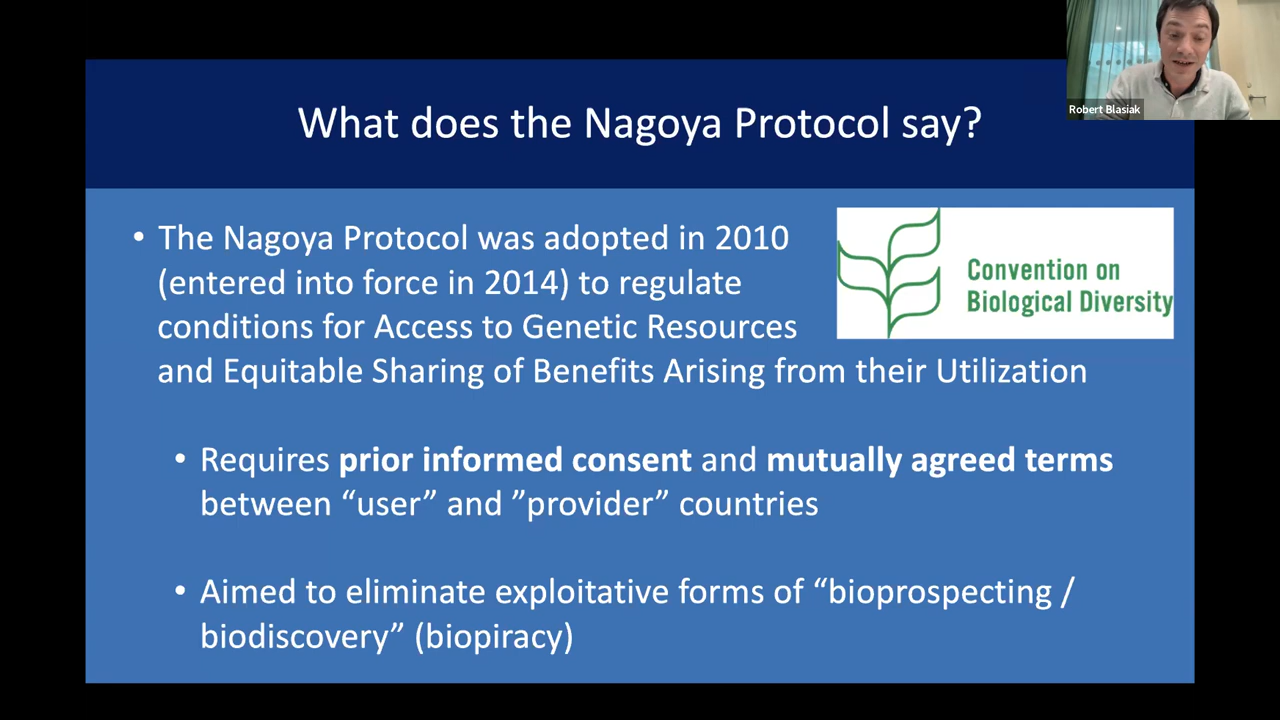 Robert Blasiak
What does the Nagoya Protocol say?
• The Nagoya Protocol was adopted in 2010
(entered into force in 2014) to regulate
conditions for Access to Genetic Resources
and Equitable Sharing of Benefits Arising from their Utilization
Convention on
Biological Diversity
• Requires prior informed consent and mutually agreed terms
between “user” and ”provider” countries
• Aimed to eliminate exploitative forms of “bioprospecting /
biodiscovery” (biopiracy)